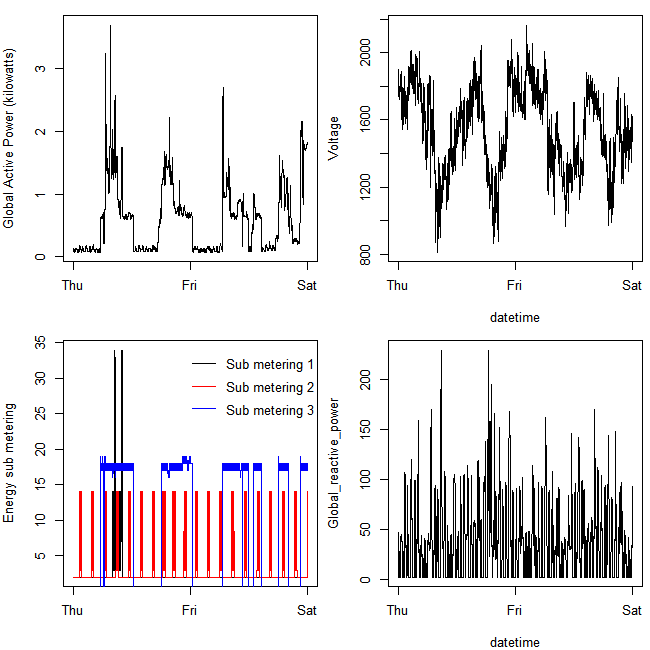 Global Active Power (kilowatts)
0
1
2
3
Thu
Fri
Sat
Voltage
800
1200
1600
2000
Thu
Fri
Sat
datetime
Energy sub metering
5
10
15
20
25
30
35
Sub metering 1
Sub metering 2
Sub metering 3
Thu
Fri
Sat
Global_reactive_power
0
50
100
150
200
Thu
Fri
Sat
datetime